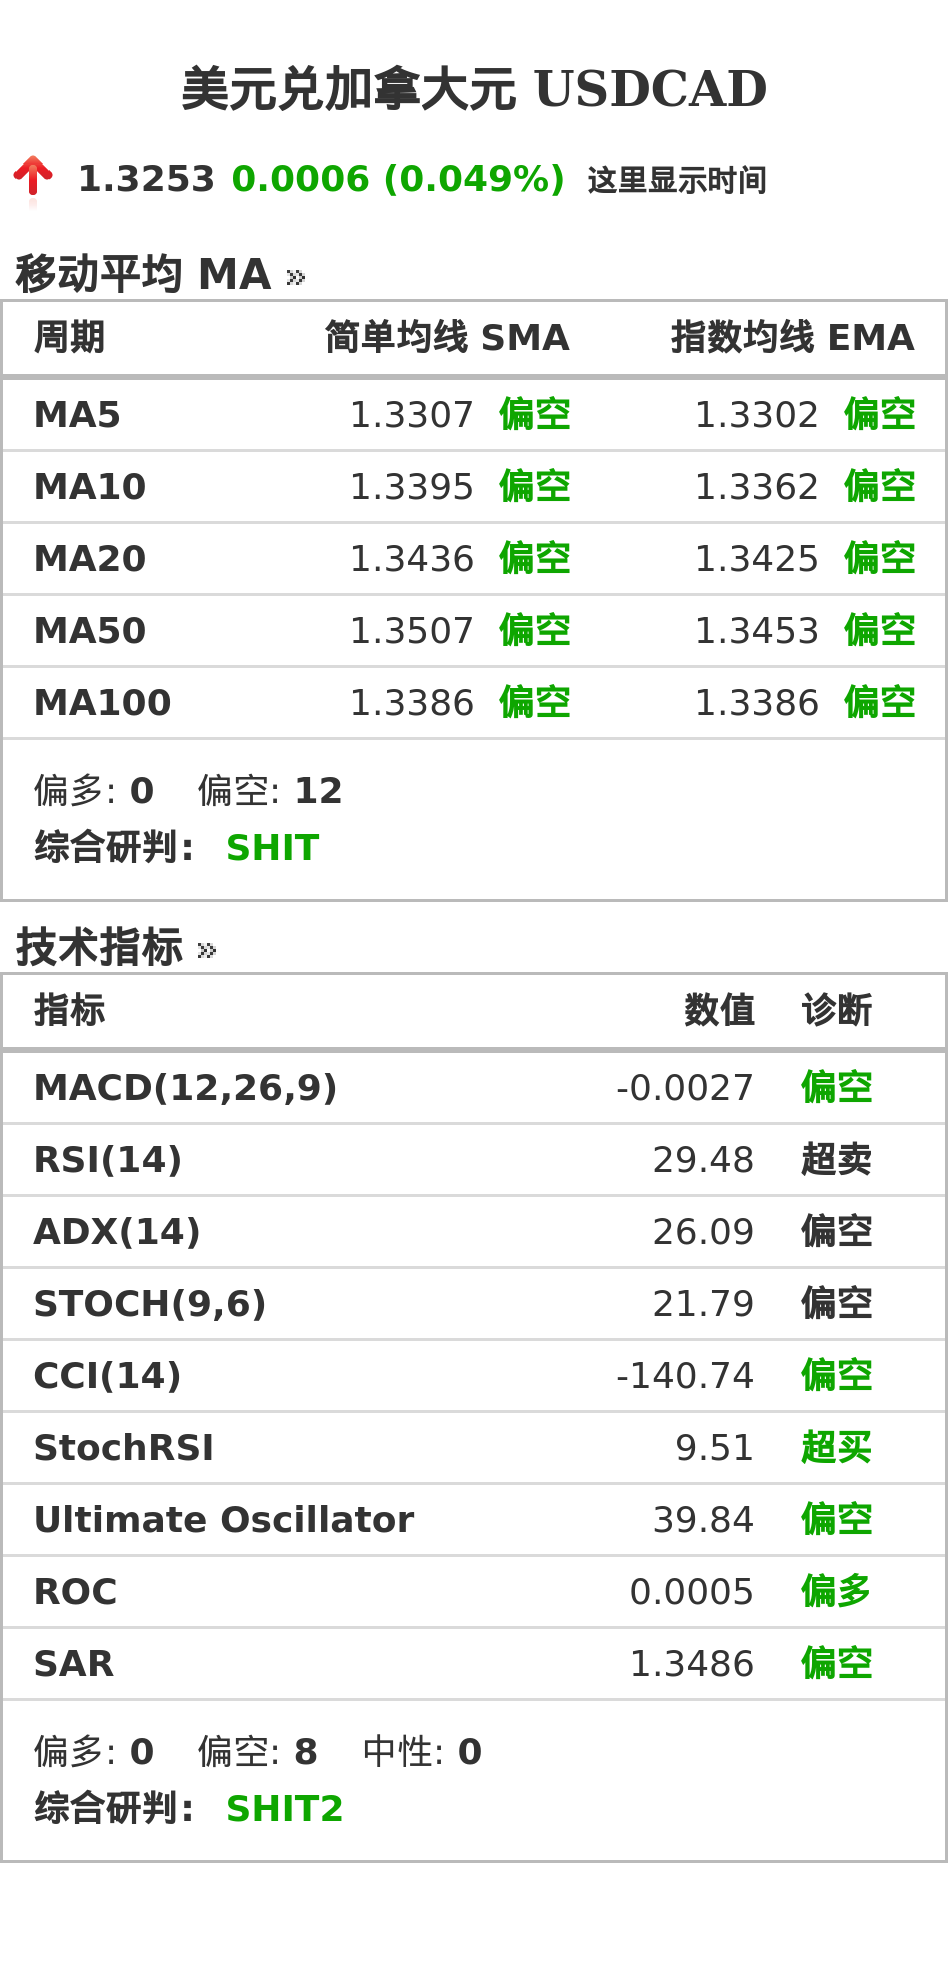 美元兑加拿大元 USDCAD
1.3253 0.0006 (0.049%) 这里显示时间
移动平均 MA »
周期 简单均线 SMA 指数均线 EMA
MA5 1.3307 偏空 1.3302 偏空
MA10 1.3395 偏空 1.3362 偏空
MA20 1.3436 偏空 1.3425 偏空
MA50 1.3507 偏空 1.3453 偏空
MA100 1.3386 偏空 1.3386 偏空
偏多: 0 偏空: 12
综合研判: SHIT
技术指标 »
指标 数值 诊断
MACD(12,26,9) -0.0027 偏空
RSI(14) 29.48 超卖
ADX(14) 26.09 偏空
STOCH(9,6) 21.79 偏空
CCI(14) -140.74 偏空
StochRSI 9.51 超买
Ultimate Oscillator 39.84 偏空
ROC 0.0005 偏多
SAR 1.3486 偏空
偏多: 0 偏空: 8 中性: 0
综合研判: SHIT2